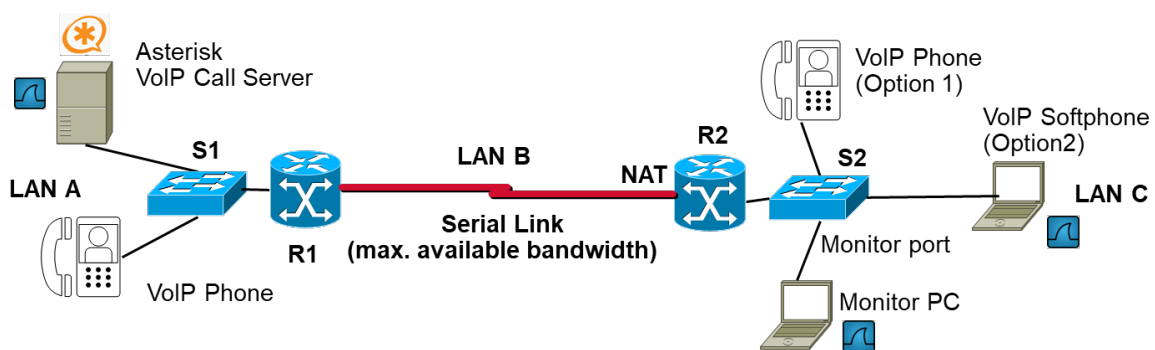 Asterisk
VoIP Call Server
S1
LAN A
R1
VoIP Phone
LAN B
Serial Link
(max. available bandwidth)
NAT
R2
VoIP Phone
(Option 1)
S2
VoIP Softphone
(Option2)
LAN C
Monitor port
Monitor PC